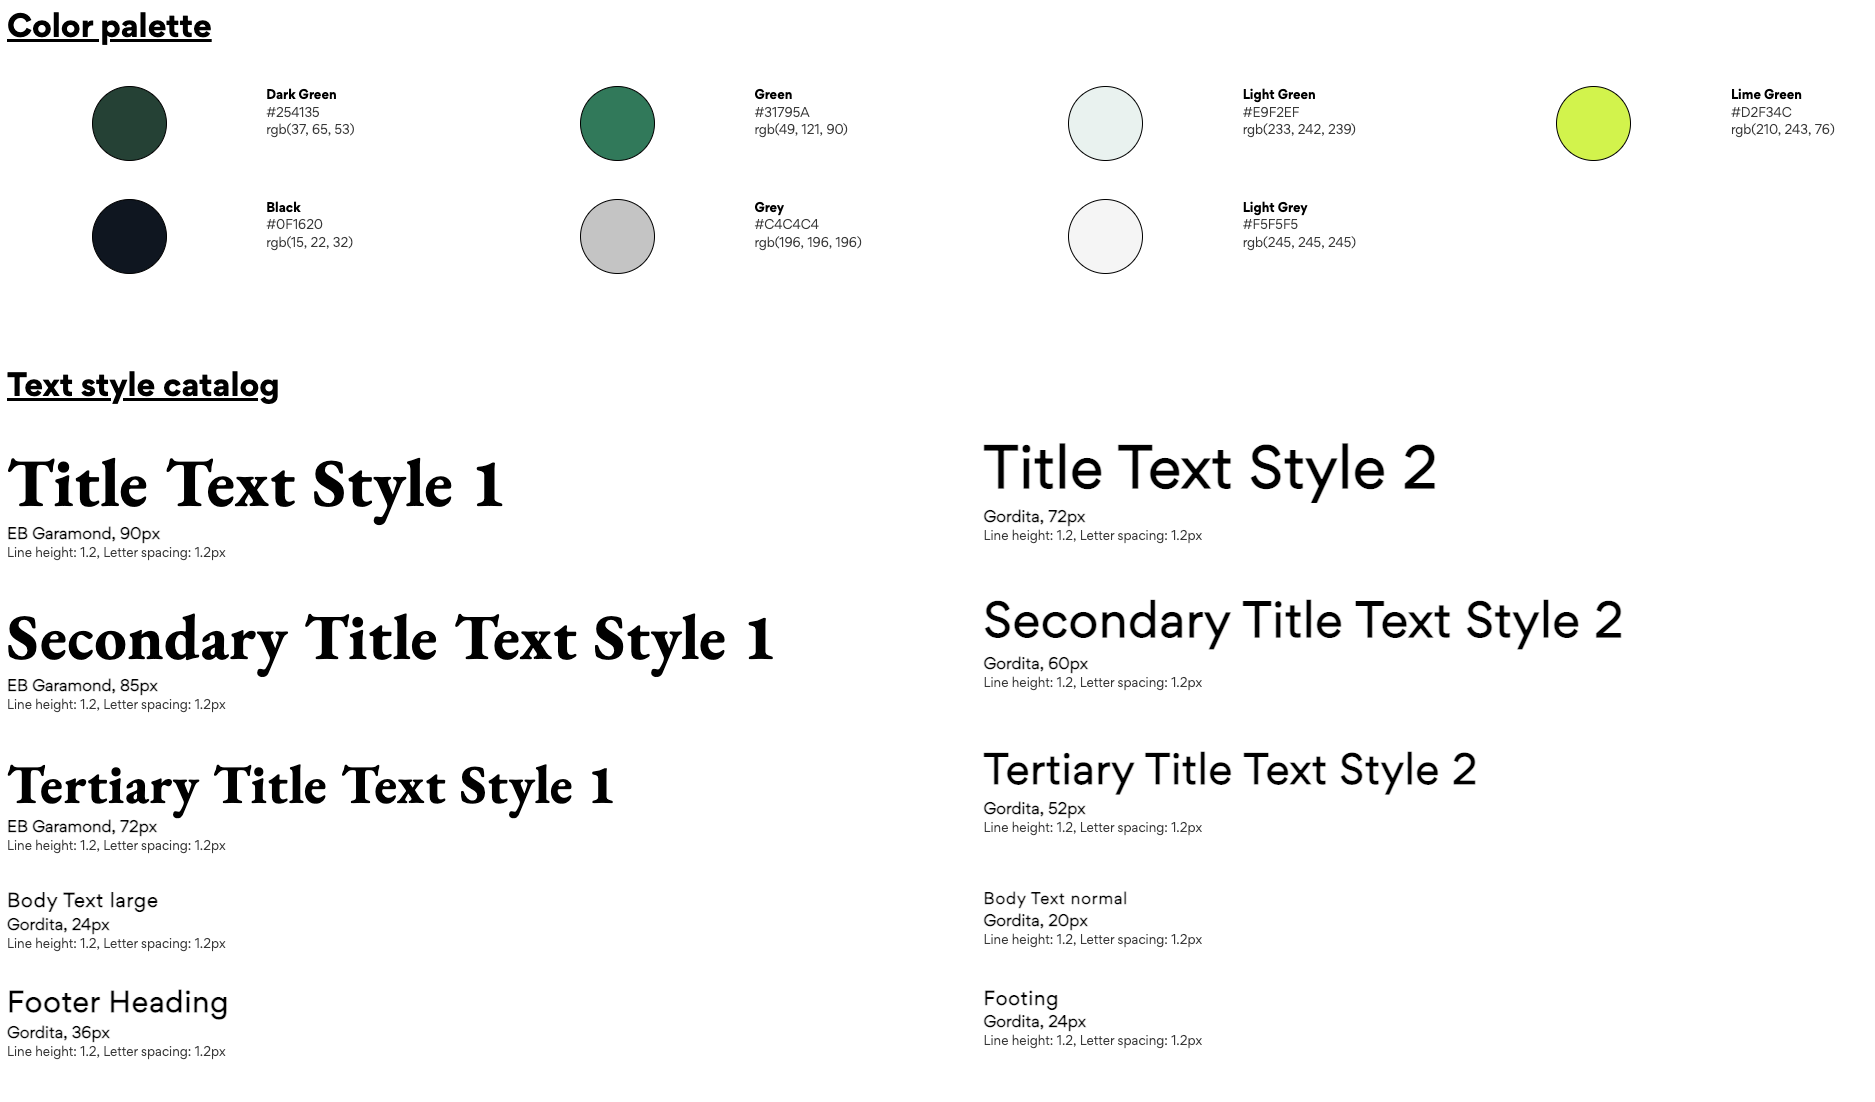 Color palette
Dark Green
#254135
rgb(37, 65, 53)
Green
#31795A
rgb(49, 121, 90)
Light Green
#E9F2EF
rgb(233, 242, 239)
Lime Green
#D2F34C
rgb(210, 243, 76)
Black
#0F1620
rgb(15, 22, 32)
Grey
#C4C4C4
rgb(196, 196, 196)
Light Grey
#F5F5F5
rgb(245, 245, 245)
Text style catalog
Title Text Style 1
EB Garamond, 90px
Line height: 1.2, Letter spacing: 1.2px
Title Text Style 2
Gordita, 72px
Line height: 1.2, Letter spacing: 1.2px
Secondary Title Text Style 1
EB Garamond, 85px
Line height: 1.2, Letter spacing: 1.2px
Secondary Title Text Style 2
Gordita, 60px
Line height: 1.2, Letter spacing: 1.2px
Tertiary Title Text Style 1
EB Garamond, 72px
Line height: 1.2, Letter spacing: 1.2px
Tertiary Title Text Style 2
Gordita, 52px
Line height: 1.2, Letter spacing: 1.2px
Body Text large
Gordita, 24px
Line height: 1.2, Letter spacing: 1.2px
Body Text normal
Gordita, 20px
Line height: 1.2, Letter spacing: 1.2px
Footer Heading
Gordita, 36px
Line height: 1.2, Letter spacing: 1.2px
Footing
Gordita, 24px
Line height: 1.2, Letter spacing: 1.2px